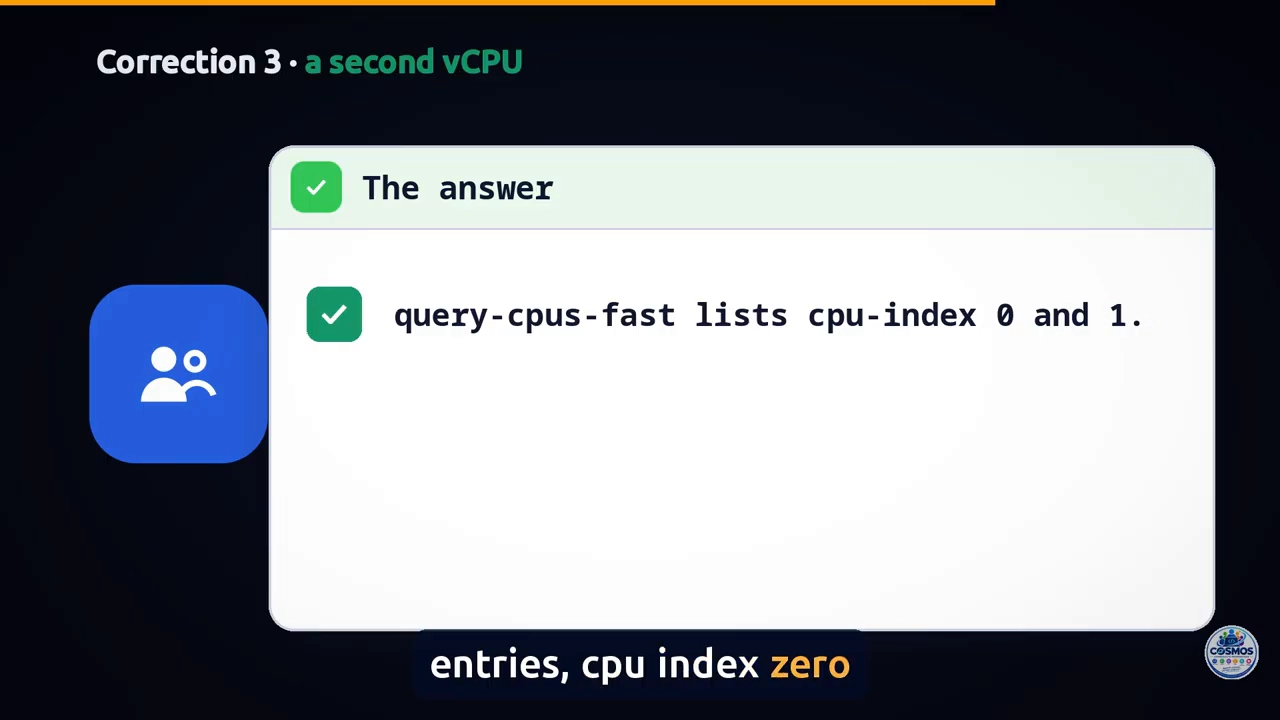 Correction 3 · a second vCPU
The answer
query-cpus-fast lists cpu-index 0 and 1.
entries, cpu index zero
COSMOS